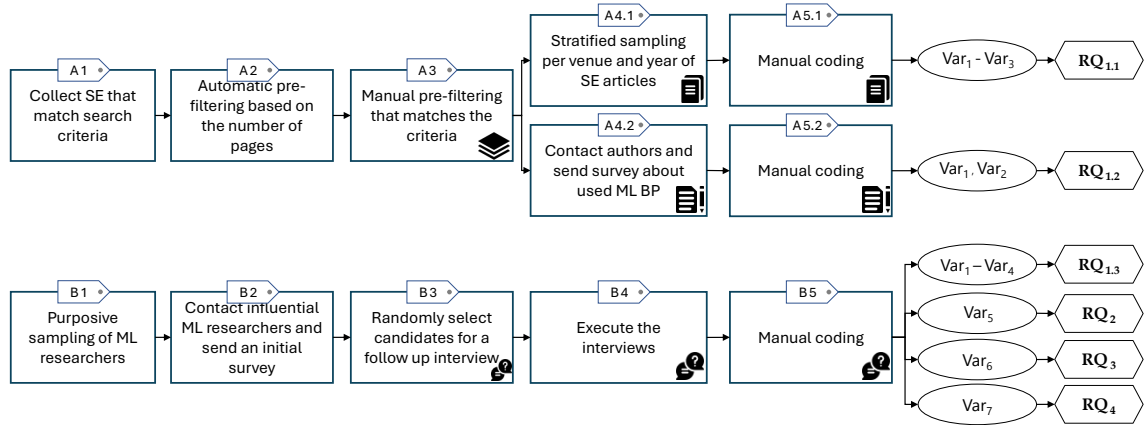 A1
Collect SE that
match search
criteria
A2
Automatic pre-
filtering based on
the number of
pages
A3
Manual pre-filtering
that matches the
criteria
A4.1
Stratified sampling
per venue and year of
SE articles
A5.1
Manual coding
Var₁ - Var₃
RQ₁.₁
A4.2
Contact authors and
send survey about
used ML BP
A5.2
Manual coding
Var₁, Var₂
RQ₁.₂
B1
Purposive
sampling of ML
researchers
B2
Contact influential
ML researchers and
send an initial
survey
B3
Randomly select
candidates for a
follow up interview
B4
Execute the
interviews
B5
Manual coding
Var₁ – Var₄
RQ₁.₃
Var₅
RQ₂
Var₆
RQ₃
Var₇
RQ₄